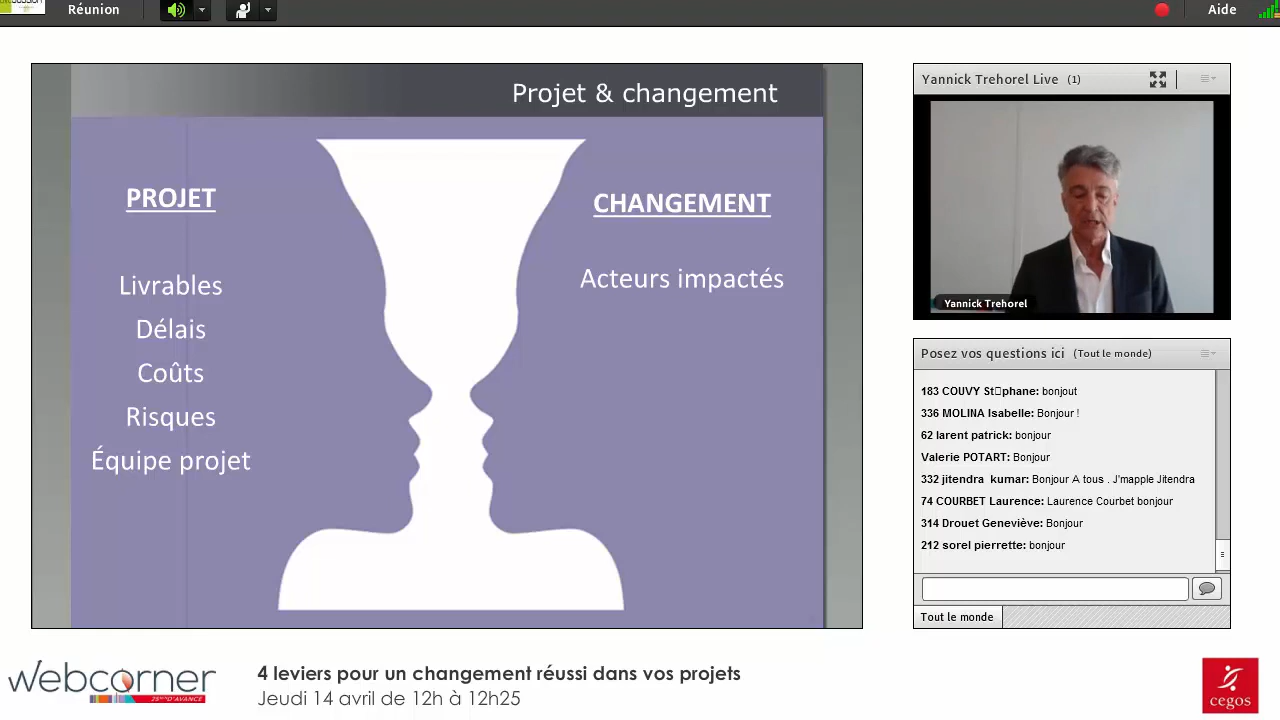 Réunion
Aide
Projet & changement
PROJET
Livrables
Délais
Coûts
Risques
Équipe projet
CHANGEMENT
Acteurs impactés
Yannick Trehorel Live (1)
Yannick Trehorel
Posez vos questions ici (Tout le monde)
183 COUVY St▯phane: bonjout
336 MOLINA Isabelle: Bonjour !
62 larent patrick: bonjour
Valerie POTART: Bonjour
332 jitendra kumar: Bonjour A tous . J'mapple Jitendra
74 COURBET Laurence: Laurence Courbet bonjour
314 Drouet Geneviève: Bonjour
212 sorel pierrette: bonjour
Tout le monde
webcorner
D'AVANCE
4 leviers pour un changement réussi dans vos projets
Jeudi 14 avril de 12h à 12h25
cegos